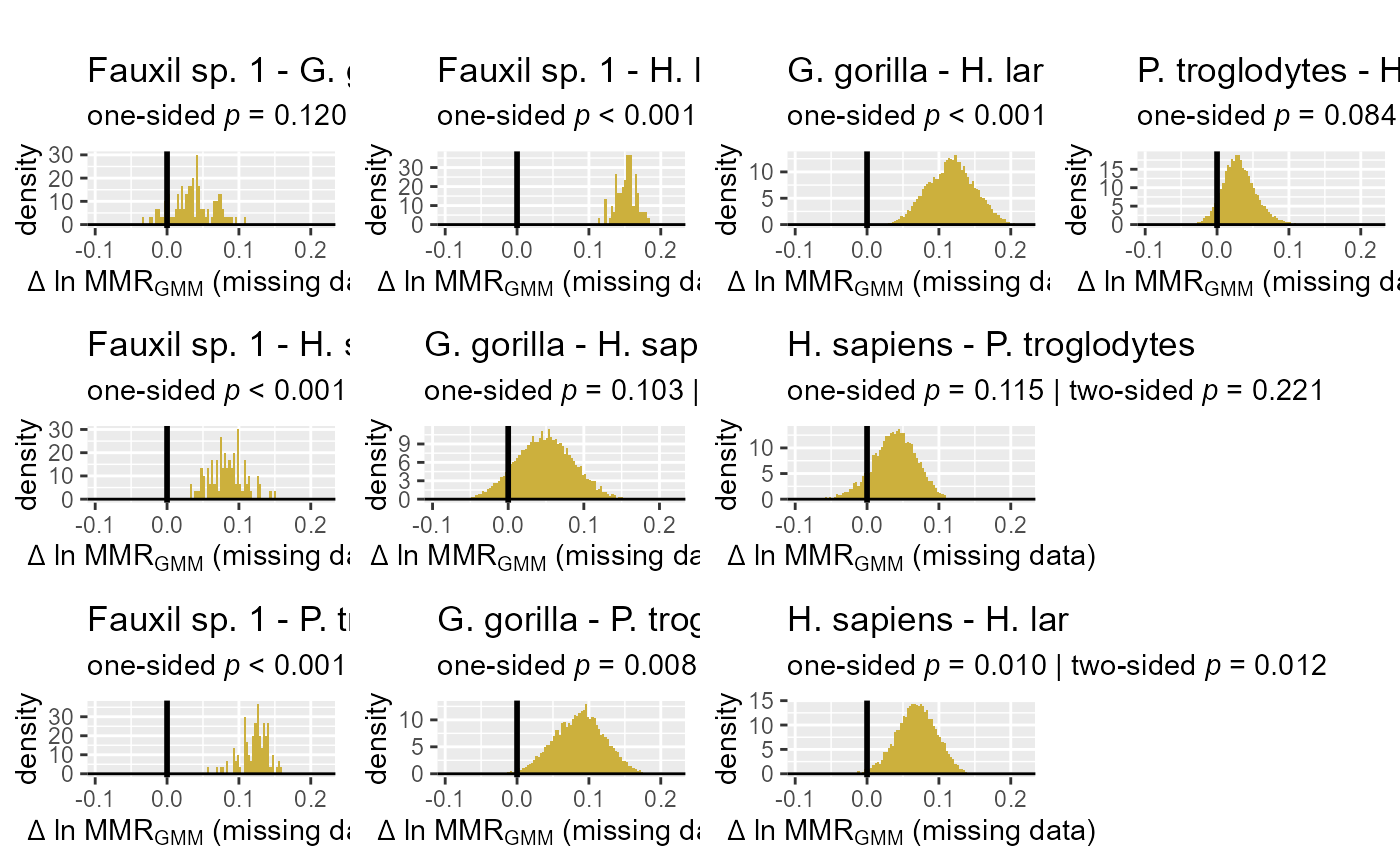 Fauxil sp. 1 - G.
one-sided p = 0.120
density
30
20
10
0
-0.1 0.0 0.1 0.2
Δ ln MMRGMM (missing
Fauxil sp. 1 - H.
one-sided p < 0.001
density
30
20
10
0
-0.1 0.0 0.1 0.2
Δ ln MMRGMM (missing
G. gorilla - H. lar
one-sided p < 0.001
density
10
5
0
-0.1 0.0 0.1 0.2
Δ ln MMRGMM (missing
P. troglodytes - H
one-sided p = 0.084
density
15
10
5
0
-0.1 0.0 0.1 0.2
Δ ln MMRGMM (missing
Fauxil sp. 1 - H.
one-sided p < 0.001
density
30
20
10
0
-0.1 0.0 0.1 0.2
Δ ln MMRGMM (missing
G. gorilla - H. sap
one-sided p = 0.103 |
density
9
6
3
0
-0.1 0.0 0.1 0.2
Δ ln MMRGMM (missing da
H. sapiens - P. troglodytes
one-sided p = 0.115 | two-sided p = 0.221
density
10
5
0
-0.1 0.0 0.1 0.2
Δ ln MMRGMM (missing data)
Fauxil sp. 1 - P. t
one-sided p < 0.001
density
30
20
10
0
-0.1 0.0 0.1 0.2
Δ ln MMRGMM (missing
G. gorilla - P. trog
one-sided p = 0.008
density
10
5
0
-0.1 0.0 0.1 0.2
Δ ln MMRGMM (missing
H. sapiens - H. lar
one-sided p = 0.010 | two-sided p = 0.012
density
15
10
5
0
-0.1 0.0 0.1 0.2
Δ ln MMRGMM (missing data)